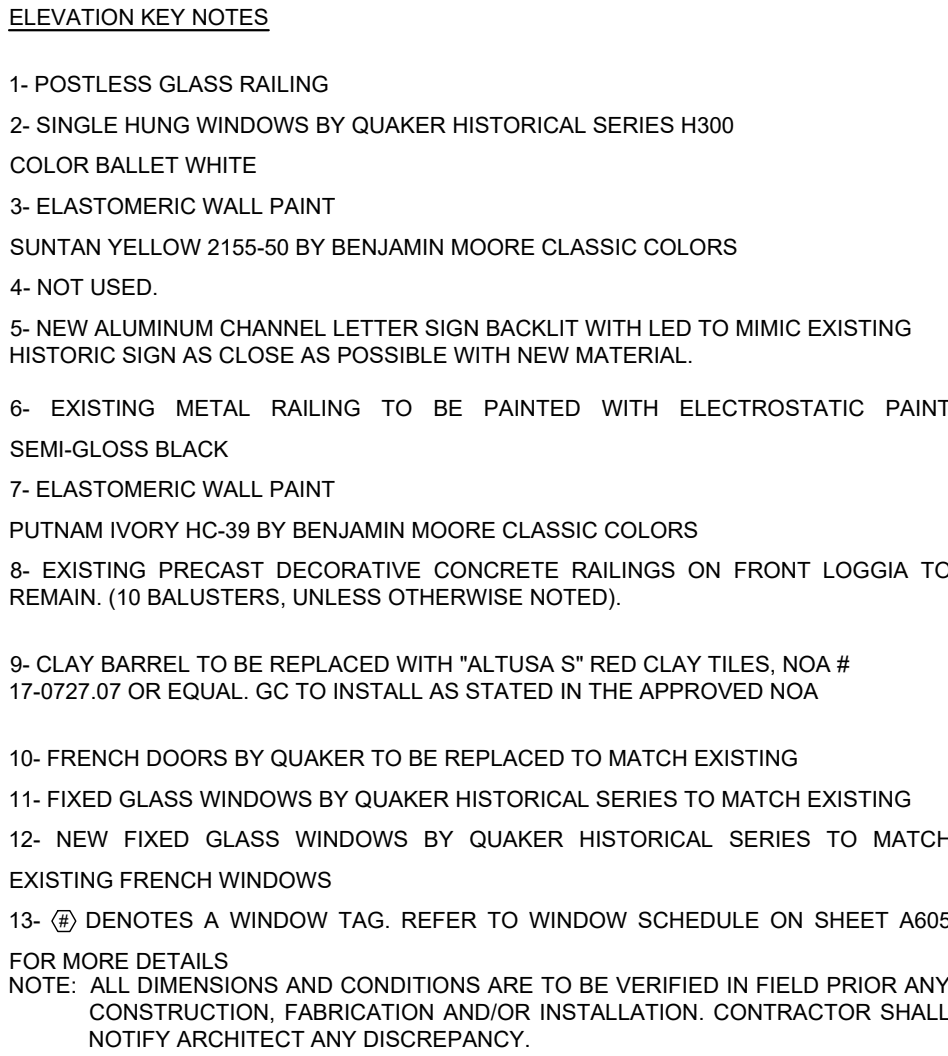 ELEVATION KEY NOTES
1- POSTLESS GLASS RAILING
2- SINGLE HUNG WINDOWS BY QUAKER HISTORICAL SERIES H300
COLOR BALLET WHITE
3- ELASTOMERIC WALL PAINT
SUNTAN YELLOW 2155-50 BY BENJAMIN MOORE CLASSIC COLORS
4- NOT USED.
5- NEW ALUMINUM CHANNEL LETTER SIGN BACKLIT WITH LED TO MIMIC EXISTING
HISTORIC SIGN AS CLOSE AS POSSIBLE WITH NEW MATERIAL.
6- EXISTING METAL RAILING TO BE PAINTED WITH ELECTROSTATIC PAINT
SEMI-GLOSS BLACK
7- ELASTOMERIC WALL PAINT
PUTNAM IVORY HC-39 BY BENJAMIN MOORE CLASSIC COLORS
8- EXISTING PRECAST DECORATIVE CONCRETE RAILINGS ON FRONT LOGGIA TO
REMAIN. (10 BALUSTERS, UNLESS OTHERWISE NOTED).
9- CLAY BARREL TO BE REPLACED WITH "ALTUSA S" RED CLAY TILES, NOA #
17-0727.07 OR EQUAL. GC TO INSTALL AS STATED IN THE APPROVED NOA
10- FRENCH DOORS BY QUAKER TO BE REPLACED TO MATCH EXISTING
11- FIXED GLASS WINDOWS BY QUAKER HISTORICAL SERIES TO MATCH EXISTING
12- NEW FIXED GLASS WINDOWS BY QUAKER HISTORICAL SERIES TO MATCH
EXISTING FRENCH WINDOWS
13- # DENOTES A WINDOW TAG. REFER TO WINDOW SCHEDULE ON SHEET A605
FOR MORE DETAILS
NOTE: ALL DIMENSIONS AND CONDITIONS ARE TO BE VERIFIED IN FIELD PRIOR ANY
CONSTRUCTION, FABRICATION AND/OR INSTALLATION. CONTRACTOR SHALL
NOTIFY ARCHITECT ANY DISCREPANCY.